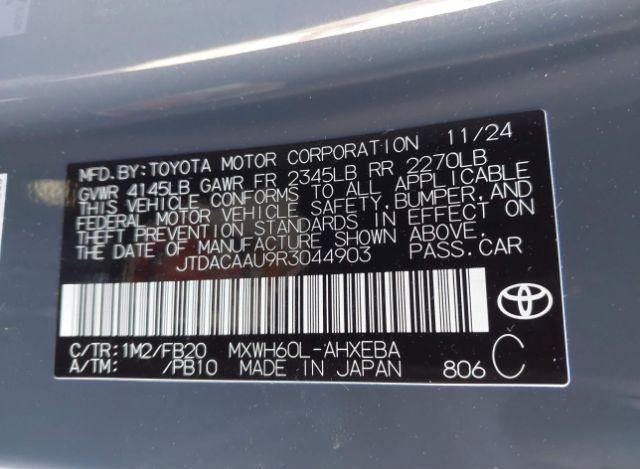 MFD.BY:TOYOTA MOTOR CORPORATION 11/24
GVWR 4145LB GAWR FR 2345LB RR 2270LB
THIS VEHICLE CONFORMS TO ALL APPLICABLE
FEDERAL MOTOR VEHICLE SAFETY,BUMPER,AND
THEFT PREVENTION STANDARDS IN EFFECT ON
THE DATE OF MANUFACTURE SHOWN ABOVE.
JTDACAAU9R3044903 PASS.CAR
C/TR:1M2/FB20 MXWH60L-AHXEBA
A/TM: /PB10 MADE IN JAPAN 806 C